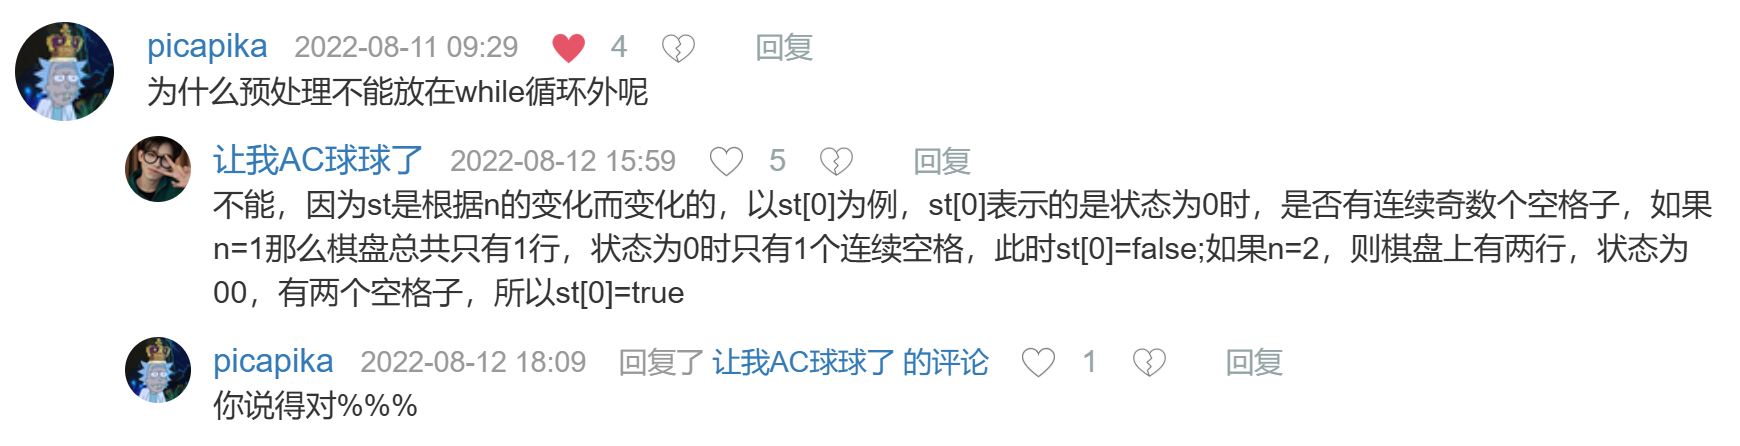 picapika 2022-08-11 09:29 4 回复
为什么预处理不能放在while循环外呢
让我AC球球了 2022-08-12 15:59 5 回复
不能，因为st是根据n的变化而变化的，以st[0]为例，st[0]表示的是状态为0时，是否有连续奇数个空格子，如果
n=1那么棋盘总共只有1行，状态为0时只有1个连续空格，此时st[0]=false;如果n=2，则棋盘上有两行，状态为
00，有两个空格子，所以st[0]=true
picapika 2022-08-12 18:09 回复了 让我AC球球了 的评论 1 回复
你说得对%%%